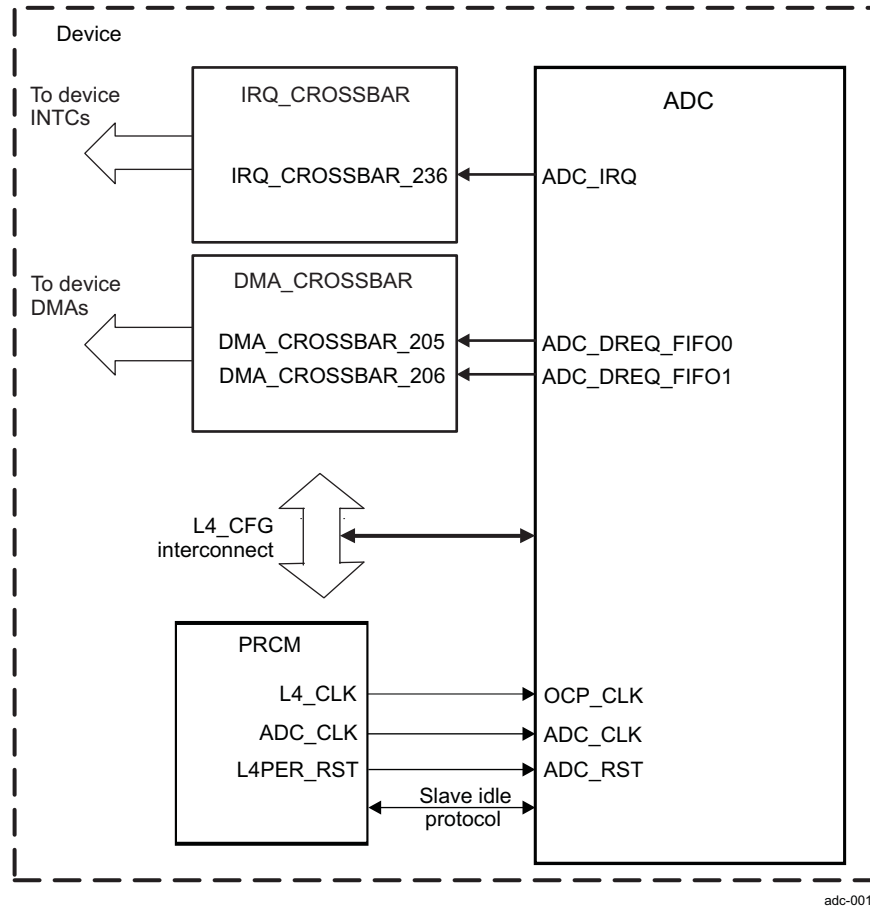 Device
To device
INTCs
IRQ_CROSSBAR
IRQ_CROSSBAR_236
ADC
ADC_IRQ
To device
DMAs
DMA_CROSSBAR
DMA_CROSSBAR_205
DMA_CROSSBAR_206
ADC_DREQ_FIFO0
ADC_DREQ_FIFO1
L4_CFG
interconnect
PRCM
L4_CLK
OCP_CLK
ADC_CLK
ADC_CLK
L4PER_RST
ADC_RST
Slave idle
protocol
adc-001